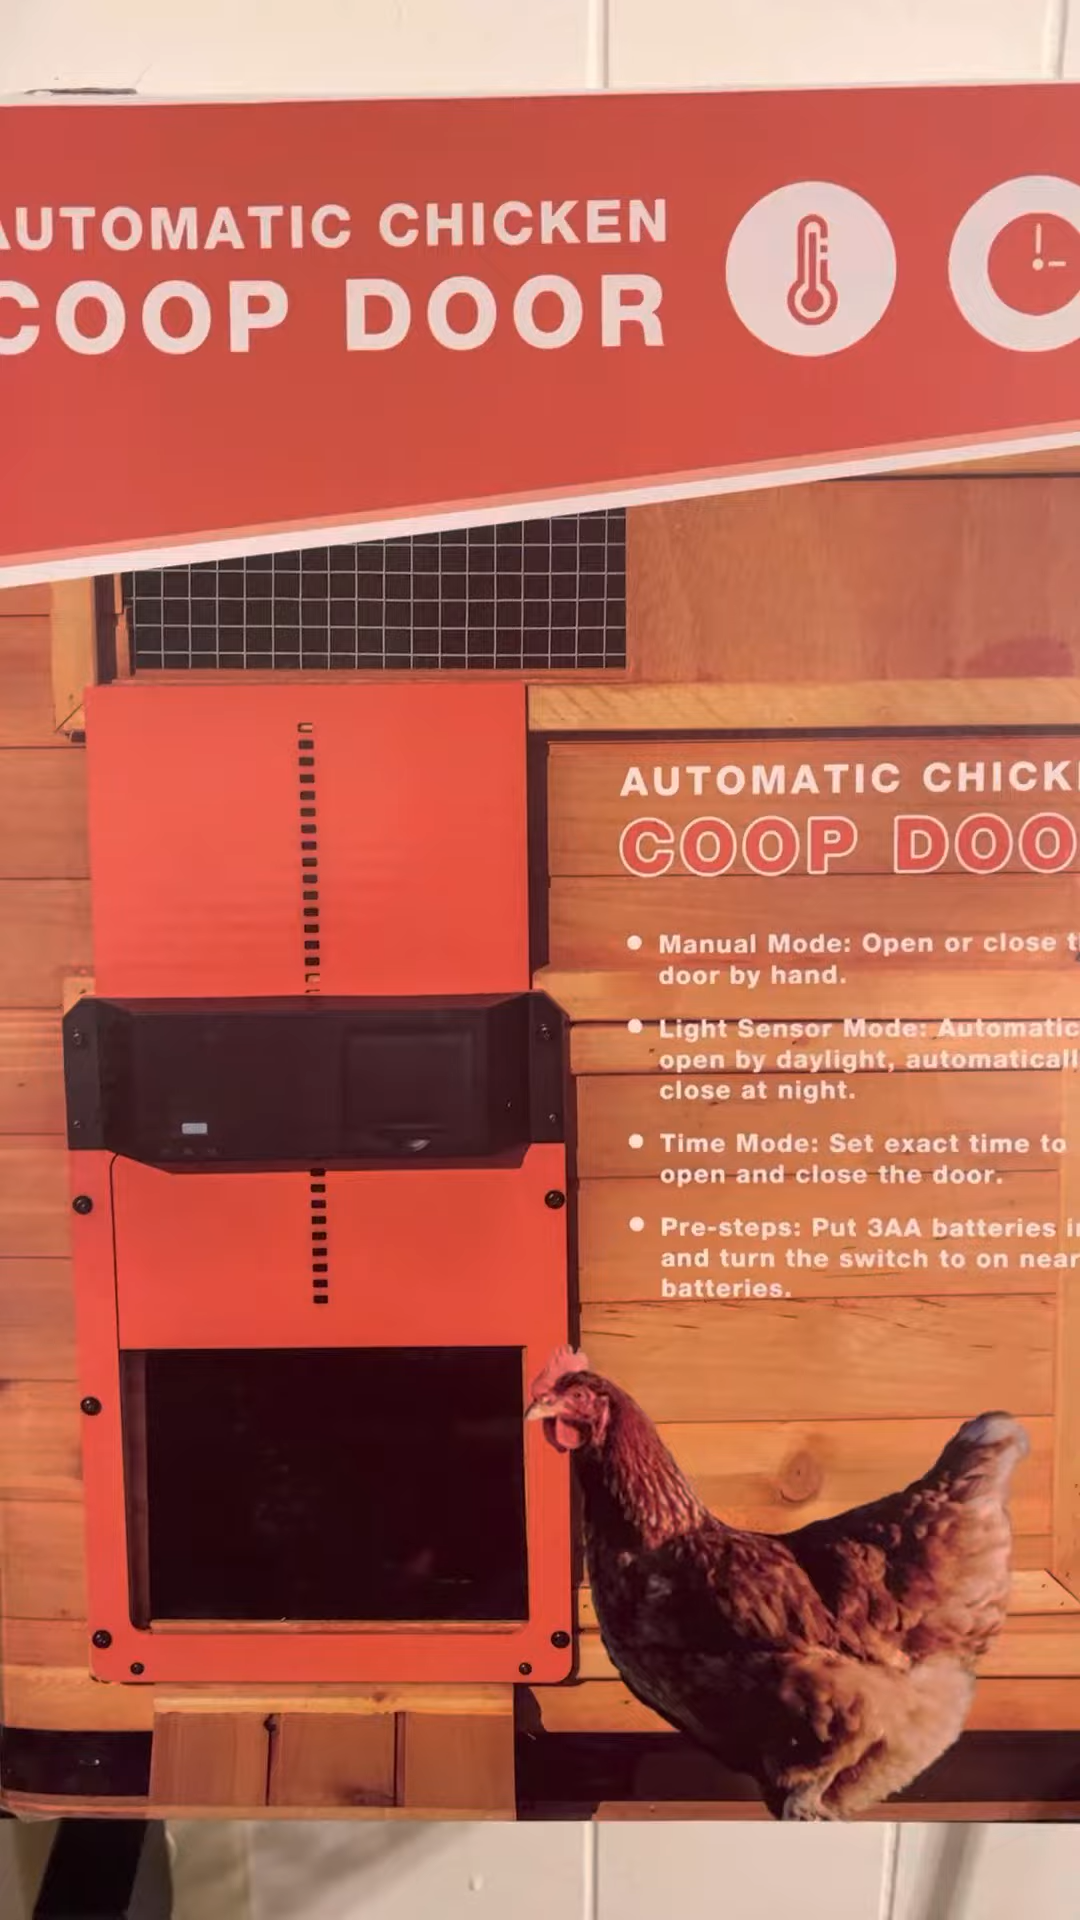 AUTOMATIC CHICKEN
COOP DOOR
AUTOMATIC CHICK
COOP DOO
• Manual Mode: Open or close t
door by hand.
• Light Sensor Mode: Automatic
open by daylight, automaticall
close at night.
• Time Mode: Set exact time to
open and close the door.
• Pre-steps: Put 3AA batteries i
and turn the switch to on near
batteries.